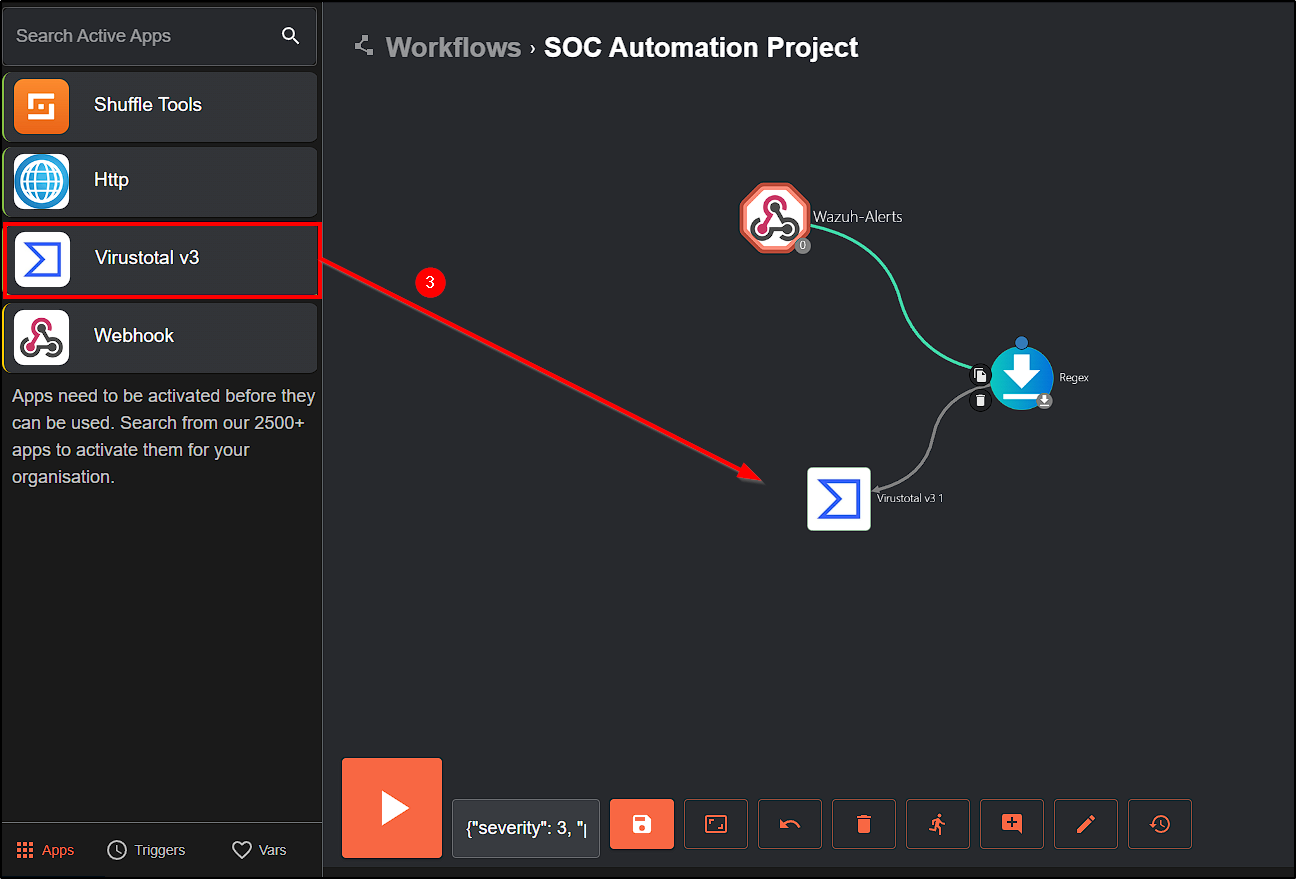 Search Active Apps
Workflows › SOC Automation Project
Shuffle Tools
Http
Virustotal v3
Webhook
Apps need to be activated before they
can be used. Search from our 2500+
apps to activate them for your
organisation.
3
Wazuh-Alerts
0
Regex
Virustotal v3 1
{"severity": 3, "p
Apps
Triggers
Vars